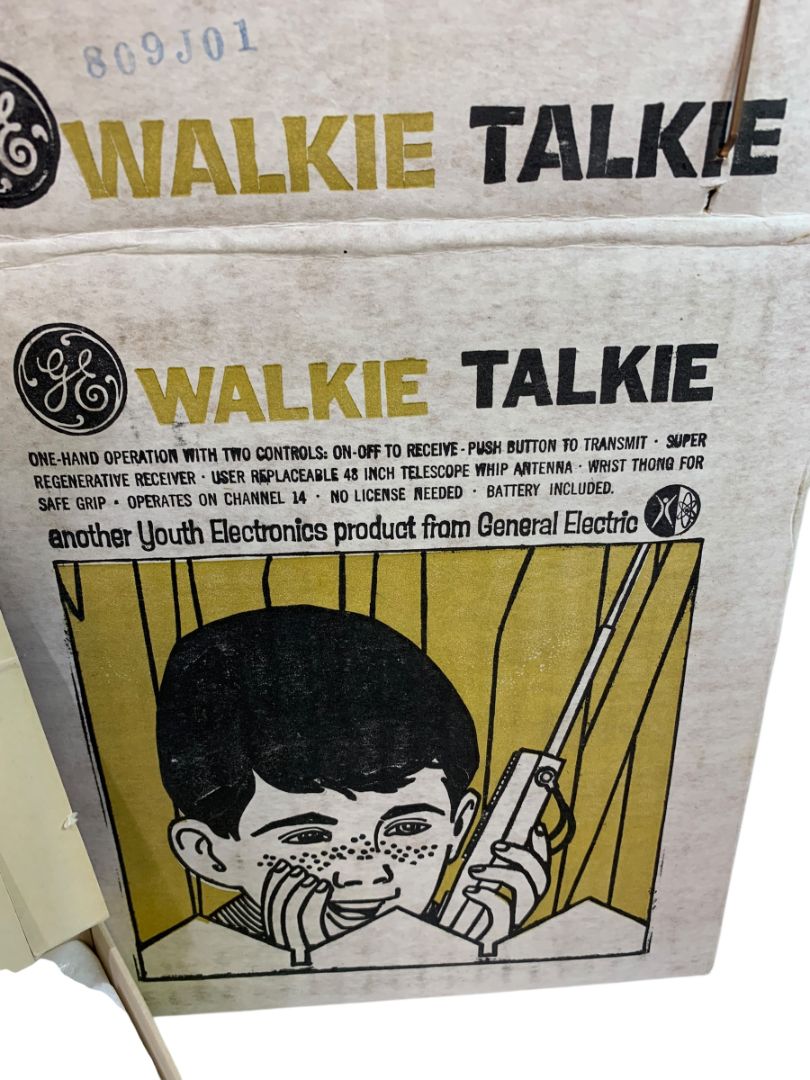 809J01
GE WALKIE TALKIE
GE WALKIE TALKIE
ONE-HAND OPERATION WITH TWO CONTROLS: ON-OFF TO RECEIVE - PUSH BUTTON TO TRANSMIT · SUPER
REGENERATIVE RECEIVER · USER REPLACEABLE 48 INCH TELESCOPE WHIP ANTENNA · WRIST THONG FOR
SAFE GRIP · OPERATES ON CHANNEL 14 · NO LICENSE NEEDED · BATTERY INCLUDED.
another Youth Electronics product from General Electric